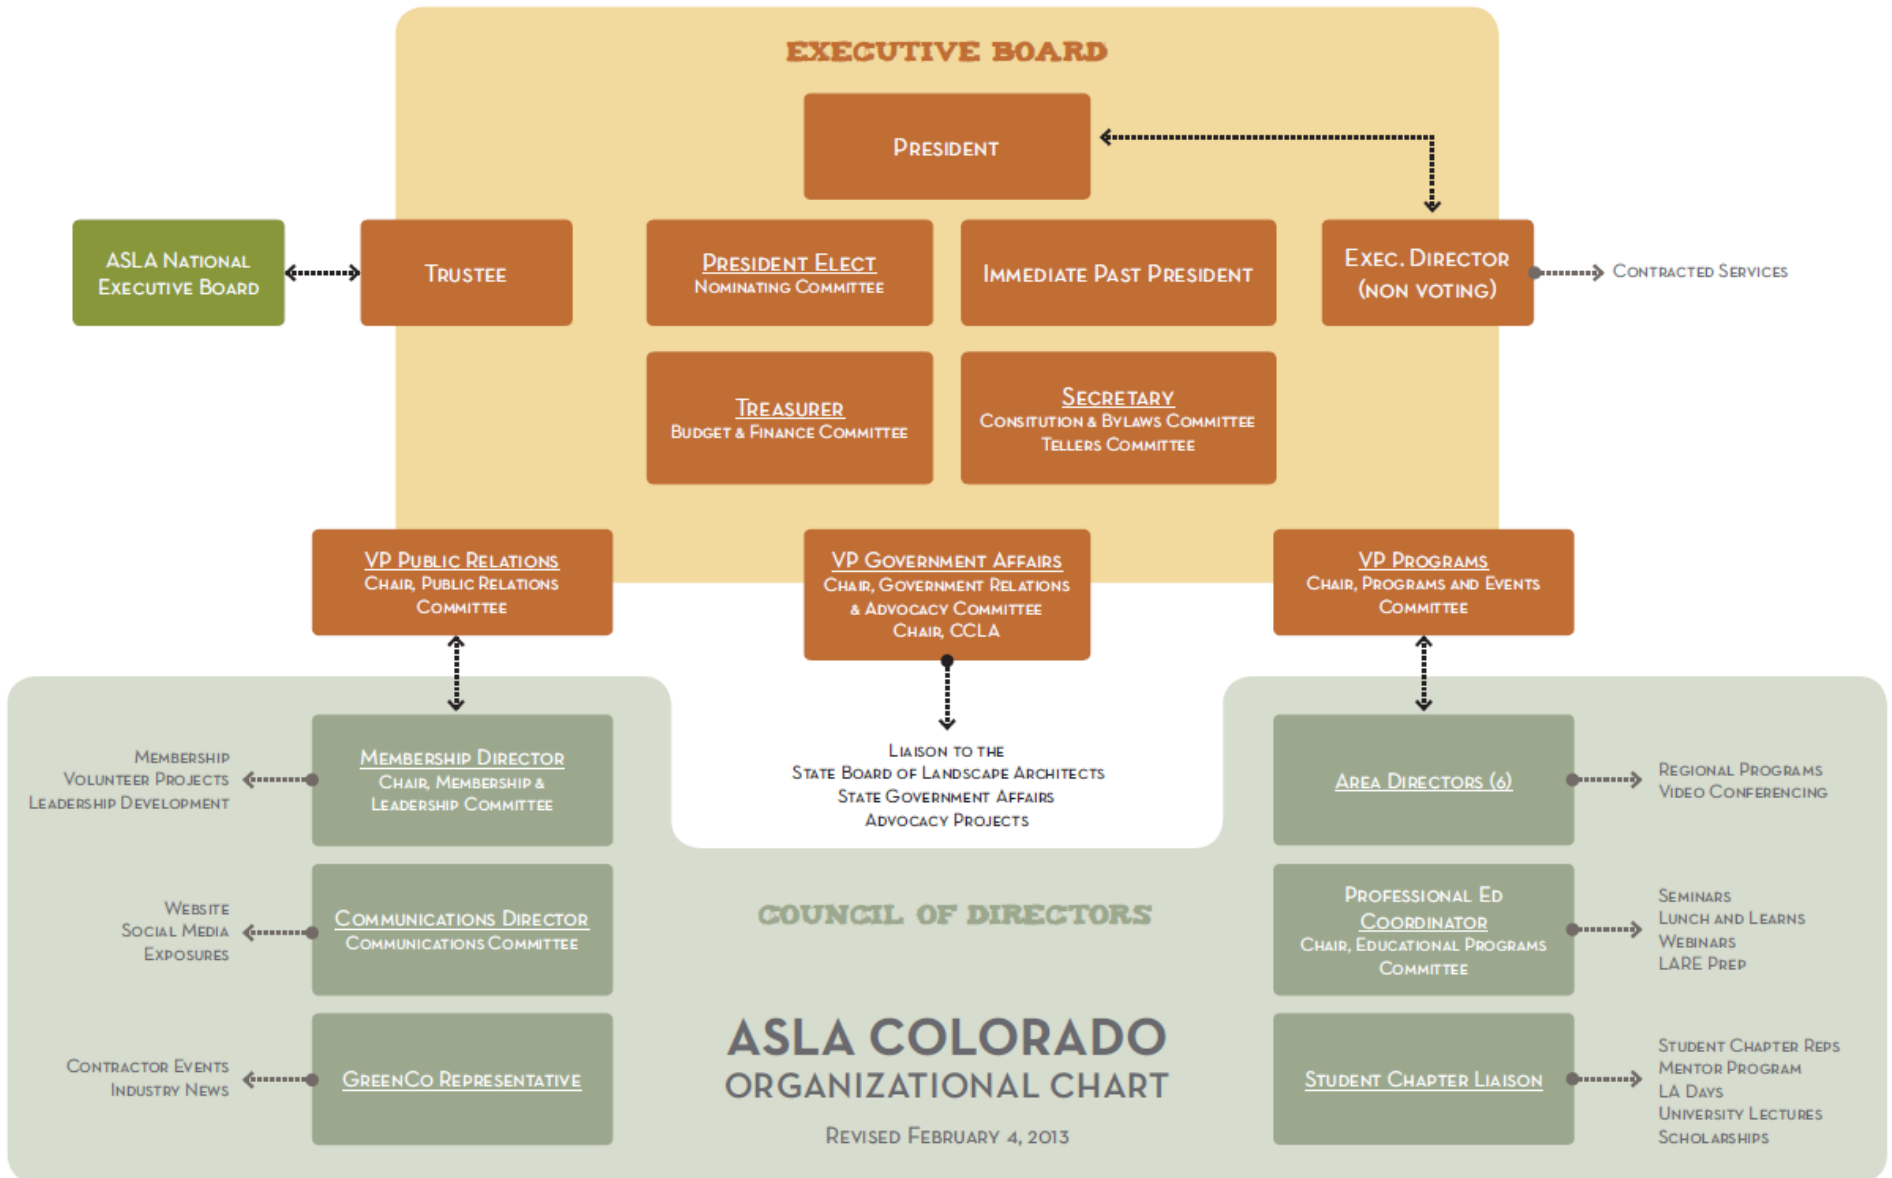 EXECUTIVE BOARD
PRESIDENT
ASLA NATIONAL
EXECUTIVE BOARD
TRUSTEE
PRESIDENT ELECT
NOMINATING COMMITTEE
IMMEDIATE PAST PRESIDENT
EXEC. DIRECTOR
(NON VOTING)
CONTRACTED SERVICES
TREASURER
BUDGET & FINANCE COMMITTEE
SECRETARY
CONSITUTION & BYLAWS COMMITTEE
TELLERS COMMITTEE
VP PUBLIC RELATIONS
CHAIR, PUBLIC RELATIONS
COMMITTEE
VP GOVERNMENT AFFAIRS
CHAIR, GOVERNMENT RELATIONS
& ADVOCACY COMMITTEE
CHAIR, CCLA
VP PROGRAMS
CHAIR, PROGRAMS AND EVENTS
COMMITTEE
LIAISON TO THE
STATE BOARD OF LANDSCAPE ARCHITECTS
STATE GOVERNMENT AFFAIRS
ADVOCACY PROJECTS
MEMBERSHIP
VOLUNTEER PROJECTS
LEADERSHIP DEVELOPMENT
MEMBERSHIP DIRECTOR
CHAIR, MEMBERSHIP &
LEADERSHIP COMMITTEE
AREA DIRECTORS (6)
REGIONAL PROGRAMS
VIDEO CONFERENCING
WEBSITE
SOCIAL MEDIA
EXPOSURES
COMMUNICATIONS DIRECTOR
COMMUNICATIONS COMMITTEE
COUNCIL OF DIRECTORS
PROFESSIONAL ED
COORDINATOR
CHAIR, EDUCATIONAL PROGRAMS
COMMITTEE
SEMINARS
LUNCH AND LEARNS
WEBINARS
LARE PREP
CONTRACTOR EVENTS
INDUSTRY NEWS
GREENCO REPRESENTATIVE
ASLA COLORADO
ORGANIZATIONAL CHART
REVISED FEBRUARY 4, 2013
STUDENT CHAPTER LIAISON
STUDENT CHAPTER REPS
MENTOR PROGRAM
LA DAYS
UNIVERSITY LECTURES
SCHOLARSHIPS